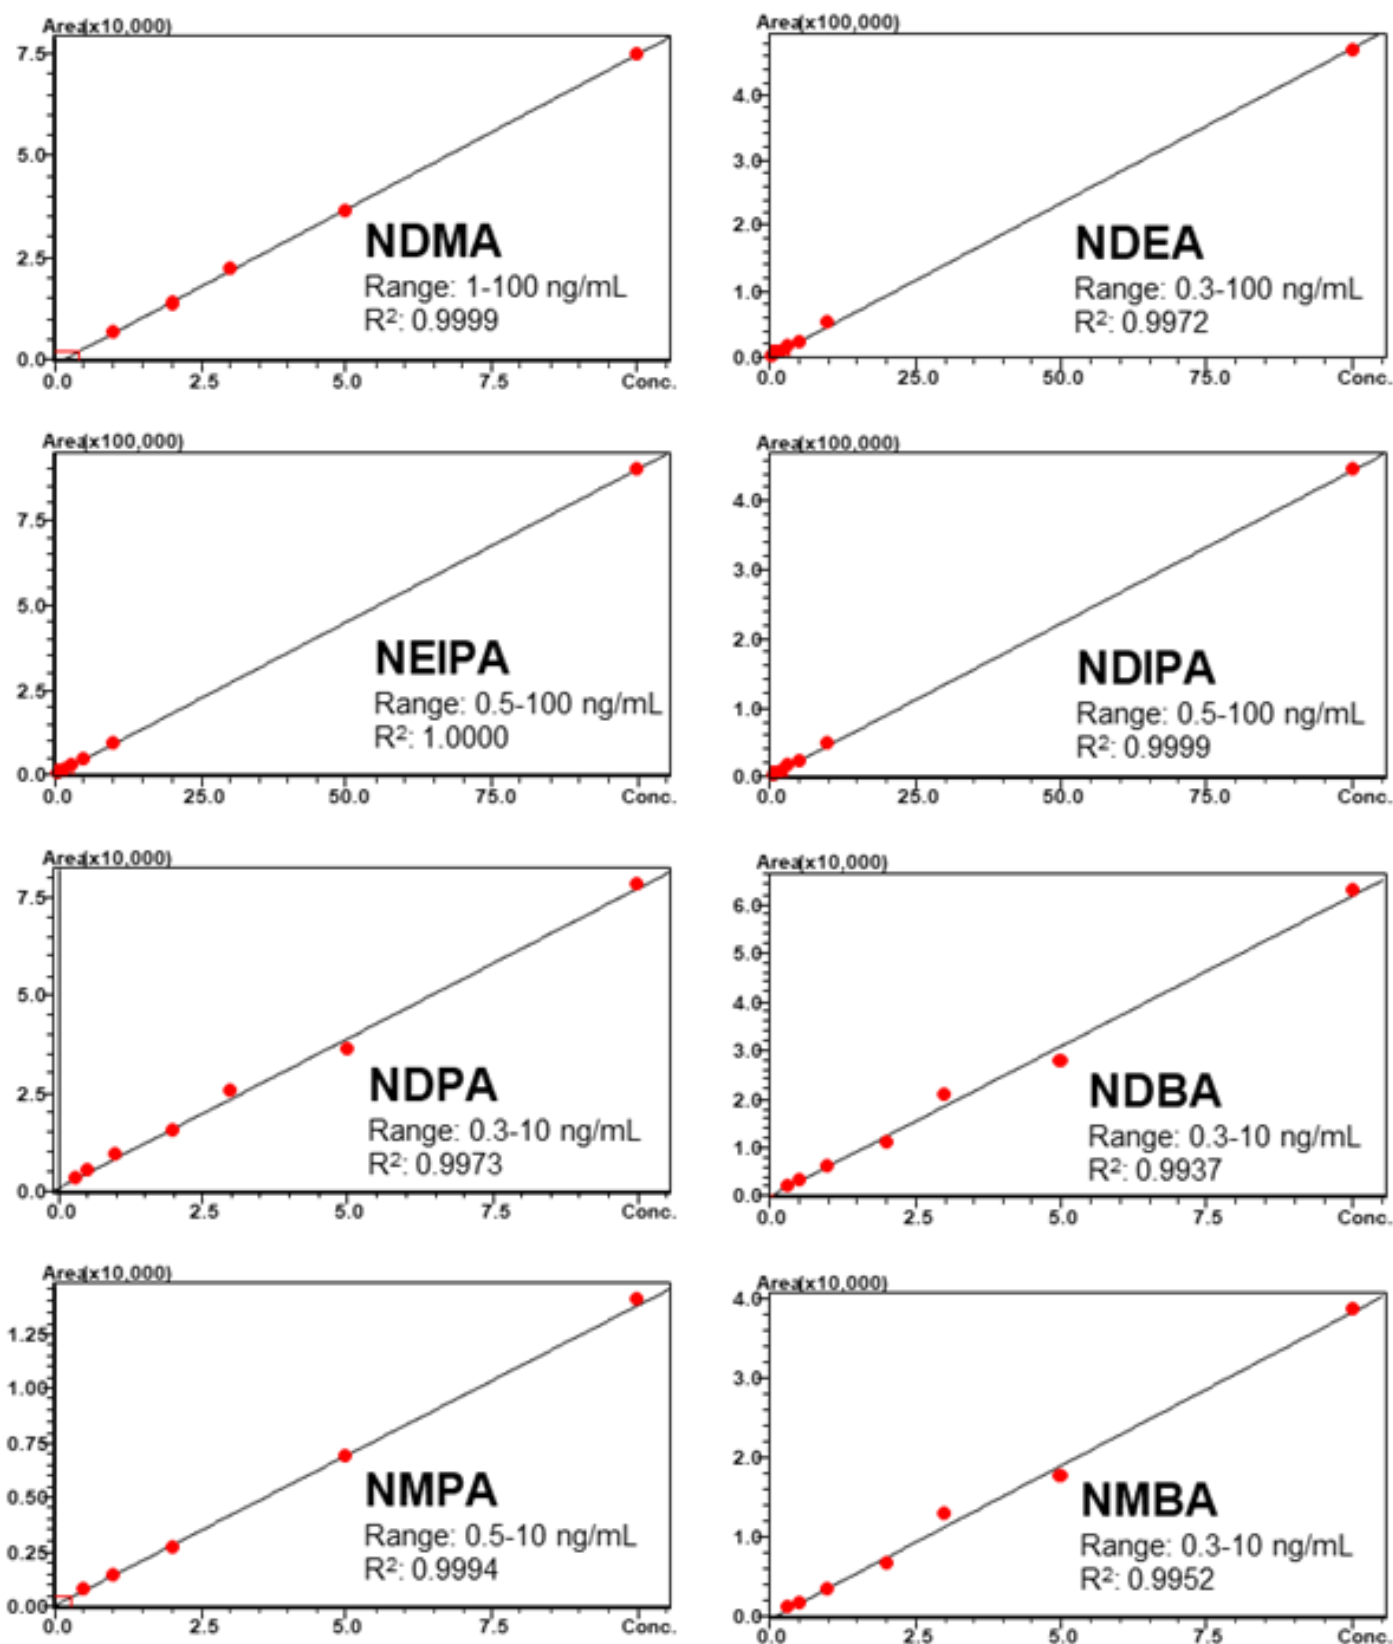 Area(x10,000)
7.5
5.0
2.5
0.0
0.0 2.5 5.0 7.5 Conc.
NDMA
Range: 1-100 ng/mL
R²: 0.9999
Area(x100,000)
4.0
3.0
2.0
1.0
0.0
0.0 25.0 50.0 75.0 Conc.
NDEA
Range: 0.3-100 ng/mL
R²: 0.9972
Area(x100,000)
7.5
5.0
2.5
0.0
0.0 25.0 50.0 75.0 Conc.
NEIPA
Range: 0.5-100 ng/mL
R²: 1.0000
Area(x100,000)
4.0
3.0
2.0
1.0
0.0
0.0 25.0 50.0 75.0 Conc.
NDIPA
Range: 0.5-100 ng/mL
R²: 0.9999
Area(x10,000)
7.5
5.0
2.5
0.0
0.0 2.5 5.0 7.5 Conc.
NDPA
Range: 0.3-10 ng/mL
R²: 0.9973
Area(x10,000)
6.0
5.0
4.0
3.0
2.0
1.0
0.0
0.0 2.5 5.0 7.5 Conc.
NDBA
Range: 0.3-10 ng/mL
R²: 0.9937
Area(x10,000)
1.25
1.00
0.75
0.50
0.25
0.00
0.0 2.5 5.0 7.5 Conc.
NMPA
Range: 0.5-10 ng/mL
R²: 0.9994
Area(x10,000)
4.0
3.0
2.0
1.0
0.0
0.0 2.5 5.0 7.5 Conc.
NMBA
Range: 0.3-10 ng/mL
R²: 0.9952